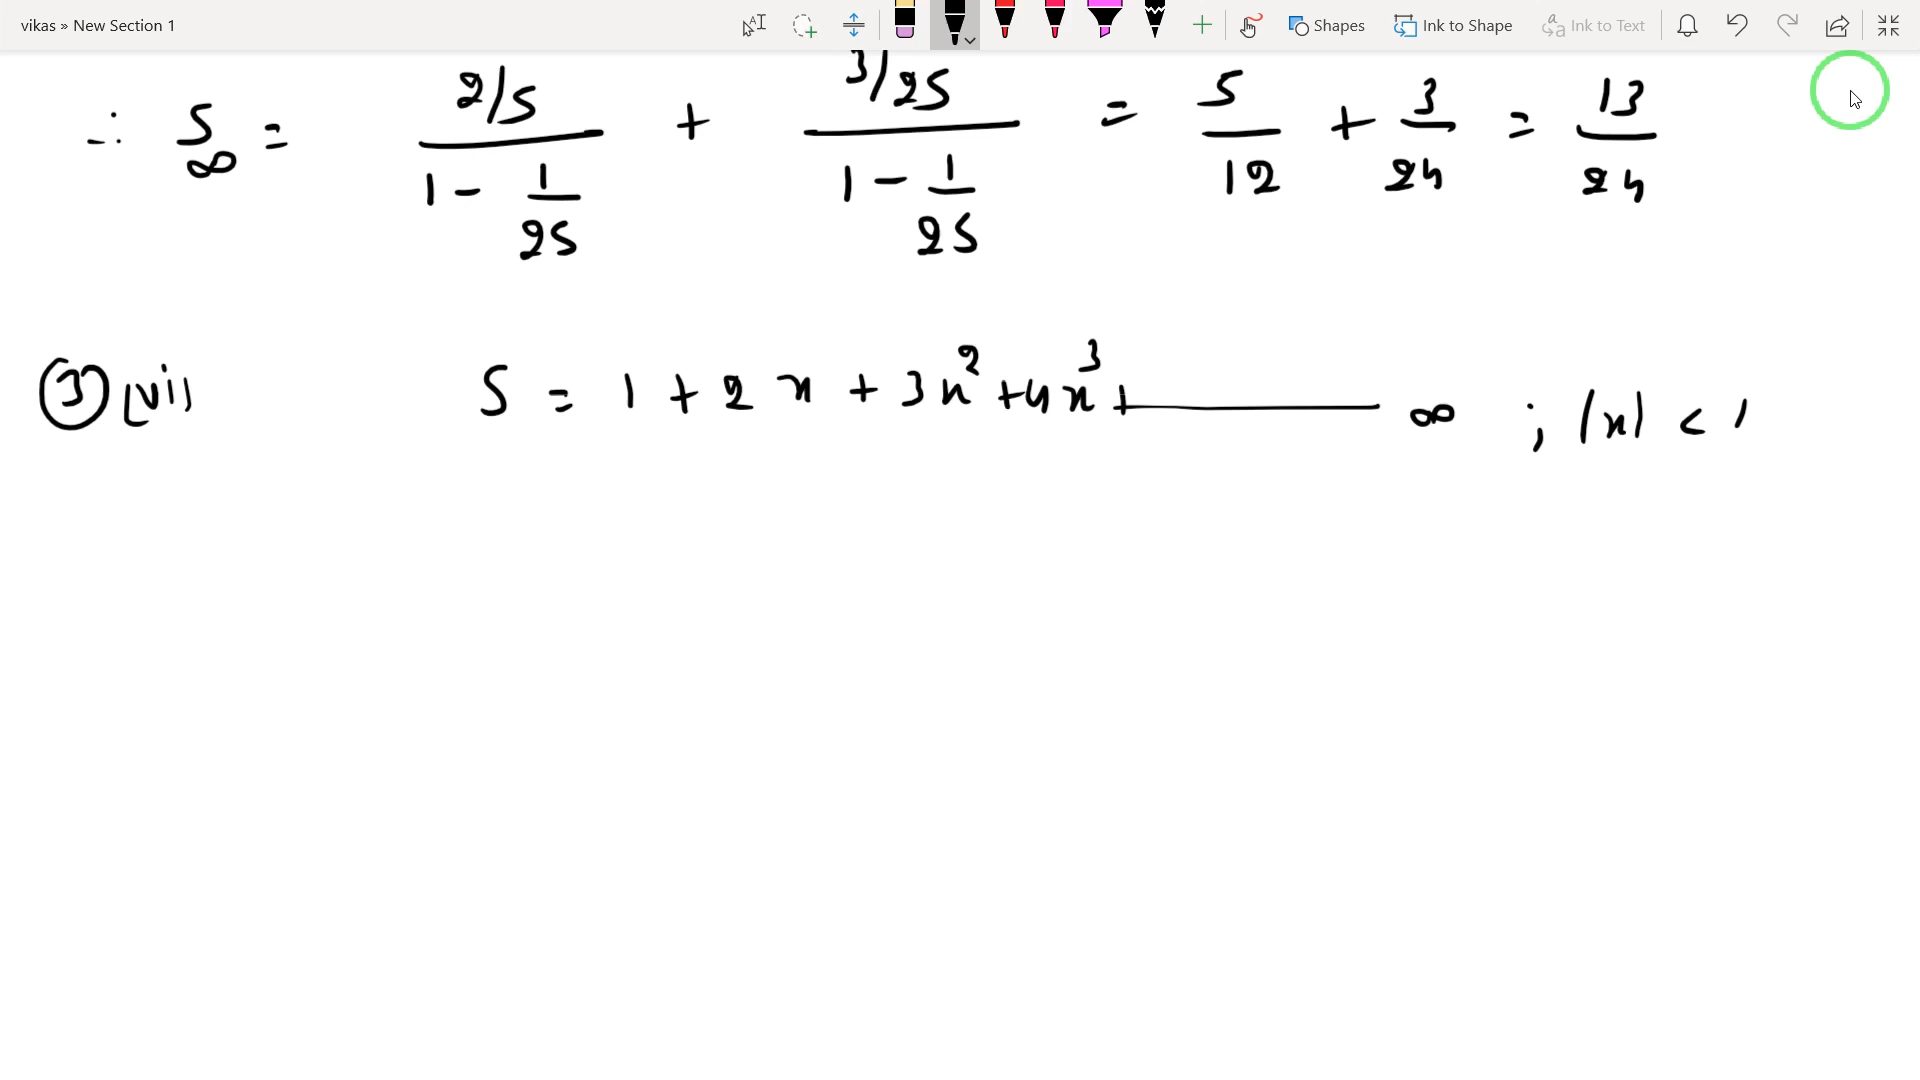 vikas » New Section 1 Shapes Ink to Shape Ink to Text
∴ S∞ = (2/5)/(1 - 1/25) + (3/25)/(1 - 1/25) = 5/12 + 3/24 = 13/24
③ (vi) S = 1 + 2x + 3x² + 4x³ + ______ ∞ ; |x| < 1